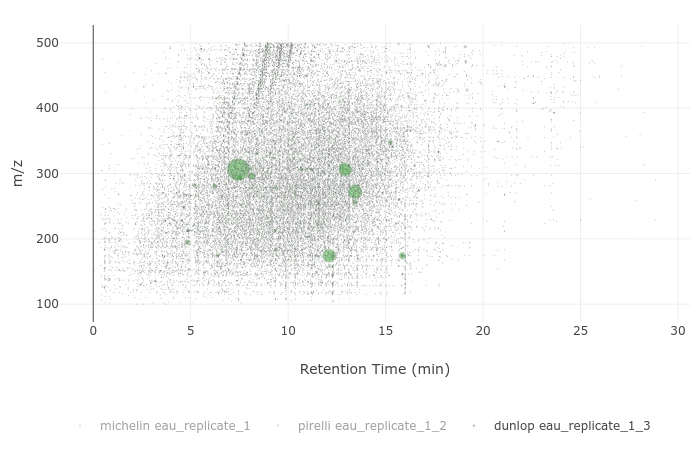 500
400
300
200
100
m/z
0 5 10 15 20 25 30
Retention Time (min)
michelin eau_replicate_1 pirelli eau_replicate_1_2 dunlop eau_replicate_1_3